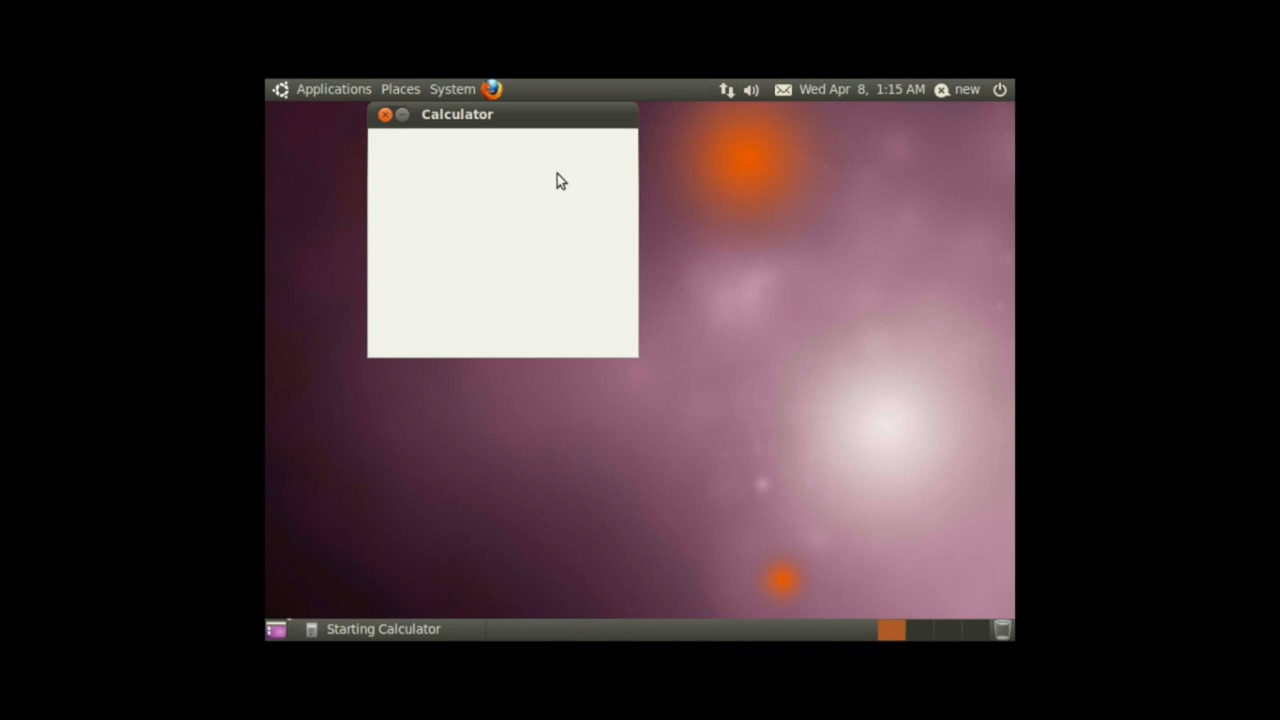 Applications Places System Wed Apr 8, 1:15 AM new
Calculator
Starting Calculator